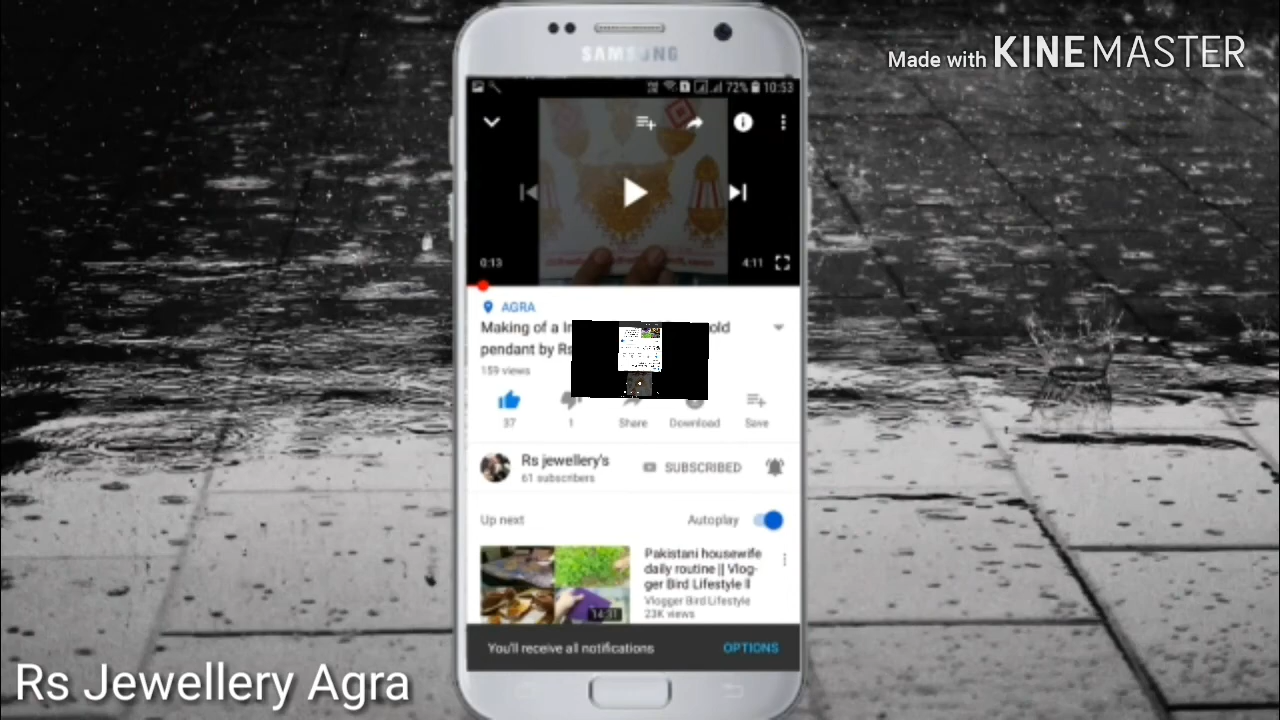 Made with KINEMASTER
SAMSUNG
72% 10:53
0:13
4:11
AGRA
Making of a
old
pendant by Rs
159 views
37
1
Share
Download
Save
Rs jewellery's
61 subscribers
SUBSCRIBED
Up next
Autoplay
Pakistani housewife
daily routine || Vlog-
ger Bird Lifestyle ||
Vlogger Bird Lifestyle
23K views
14:31
You'll receive all notifications
OPTIONS
Rs Jewellery Agra